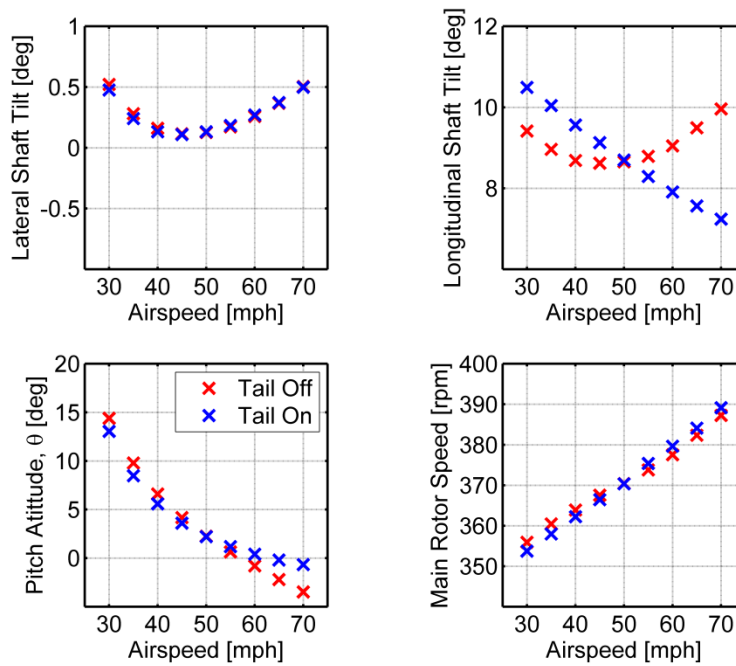 Lateral Shaft Tilt [deg]
1
0.5
0
-0.5
30 40 50 60 70
Airspeed [mph]
Longitudinal Shaft Tilt [deg]
12
10
8
30 40 50 60 70
Airspeed [mph]
Pitch Atittude, θ [deg]
20
15
10
5
0
Tail Off
Tail On
30 40 50 60 70
Airspeed [mph]
Main Rotor Speed [rpm]
400
390
380
370
360
350
30 40 50 60 70
Airspeed [mph]